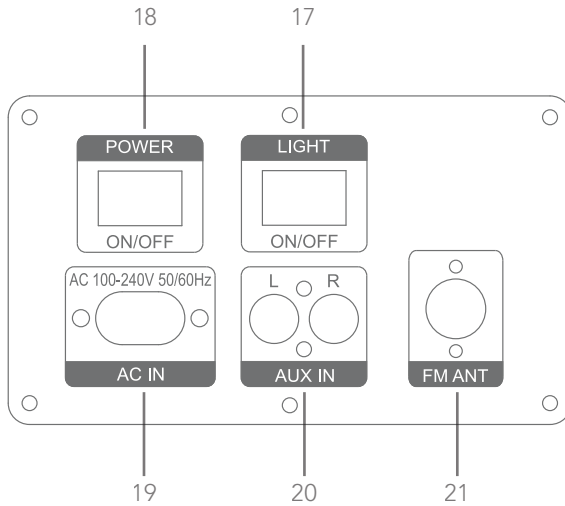 18 17
POWER LIGHT
ON/OFF ON/OFF
AC 100-240V 50/60Hz L R
AC IN AUX IN FM ANT
19 20 21